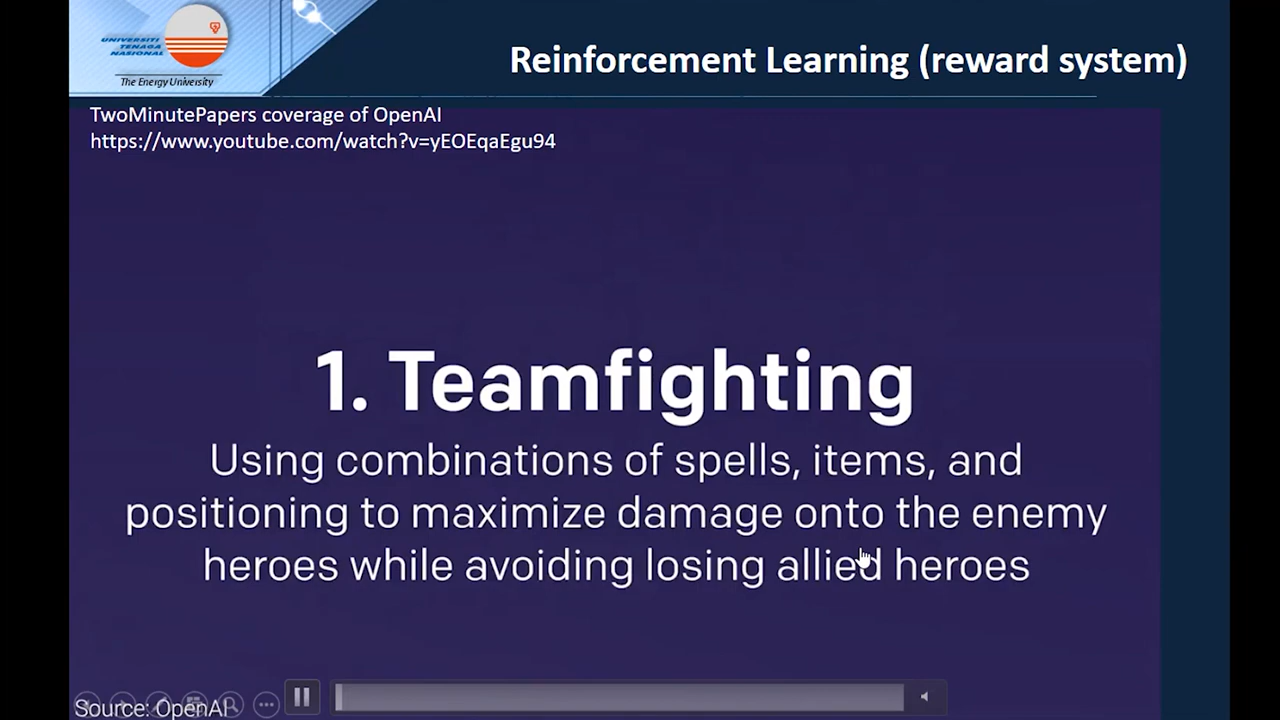 UNIVERSITI
TENAGA
NASIONAL
The Energy University
Reinforcement Learning (reward system)
TwoMinutePapers coverage of OpenAI
https://www.youtube.com/watch?v=yEOEqaEgu94
1. Teamfighting
Using combinations of spells, items, and
positioning to maximize damage onto the enemy
heroes while avoiding losing allied heroes
Source: OpenAI